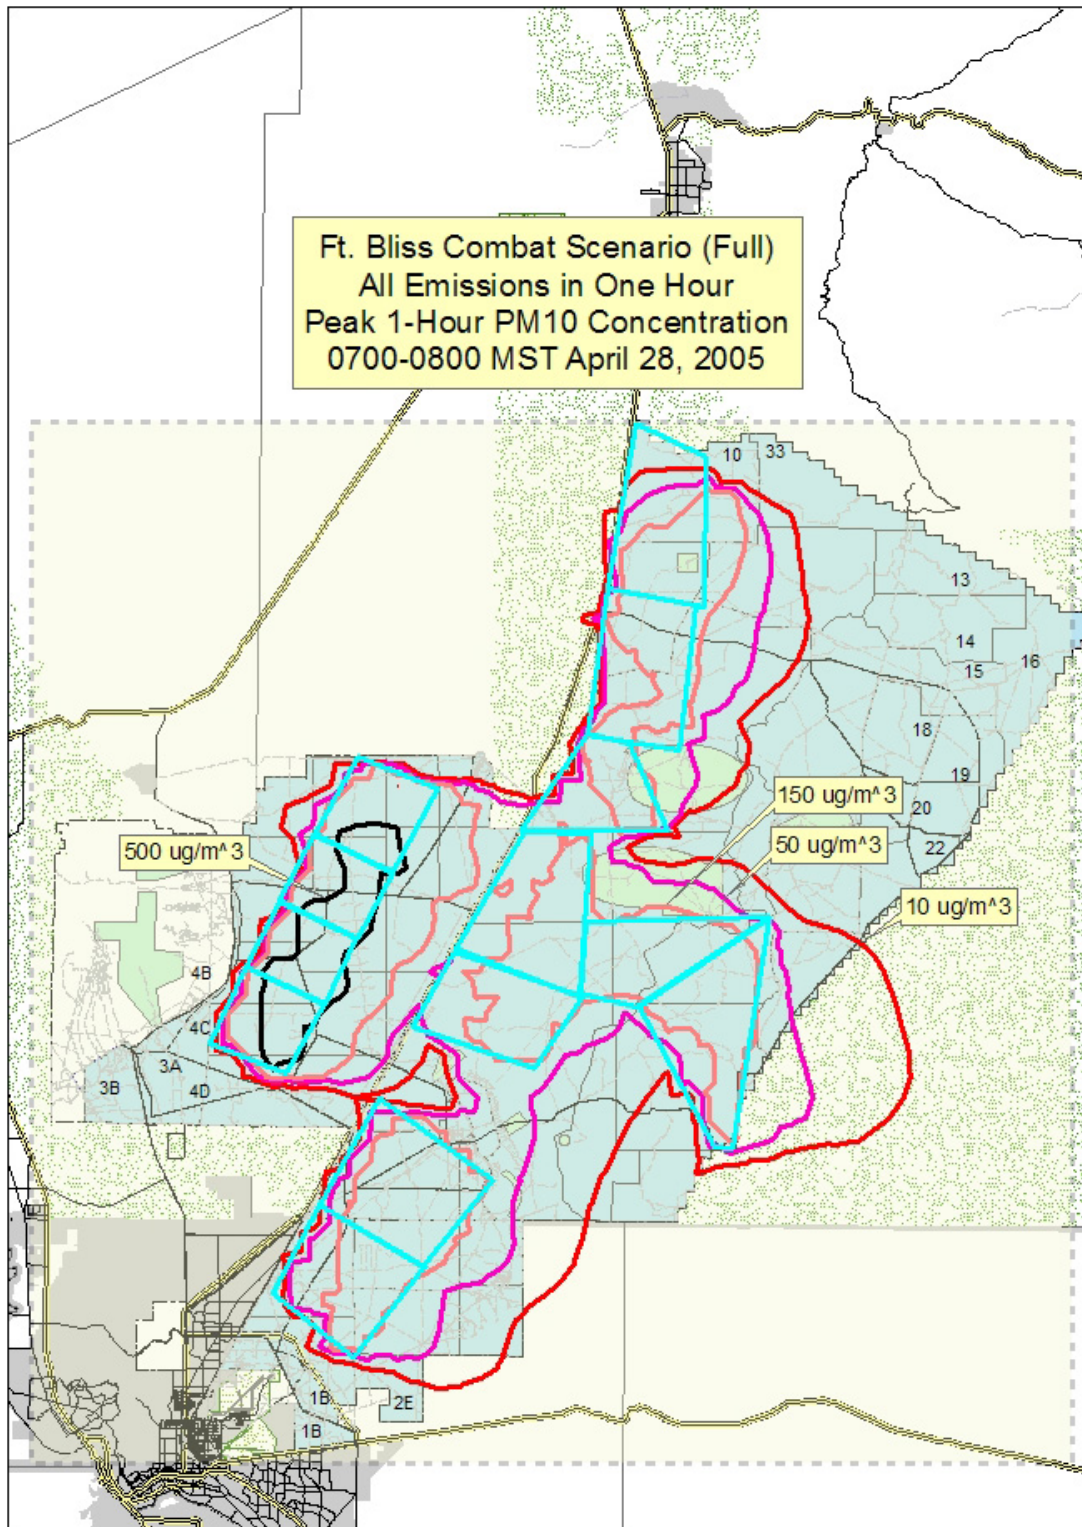 Ft. Bliss Combat Scenario (Full)
All Emissions in One Hour
Peak 1-Hour PM10 Concentration
0700-0800 MST April 28, 2005
10
33
13
14
15
16
18
19
20
22
150 ug/m^3
50 ug/m^3
500 ug/m^3
10 ug/m^3
4B
4C
3A
3B
4D
1B
2E
1B